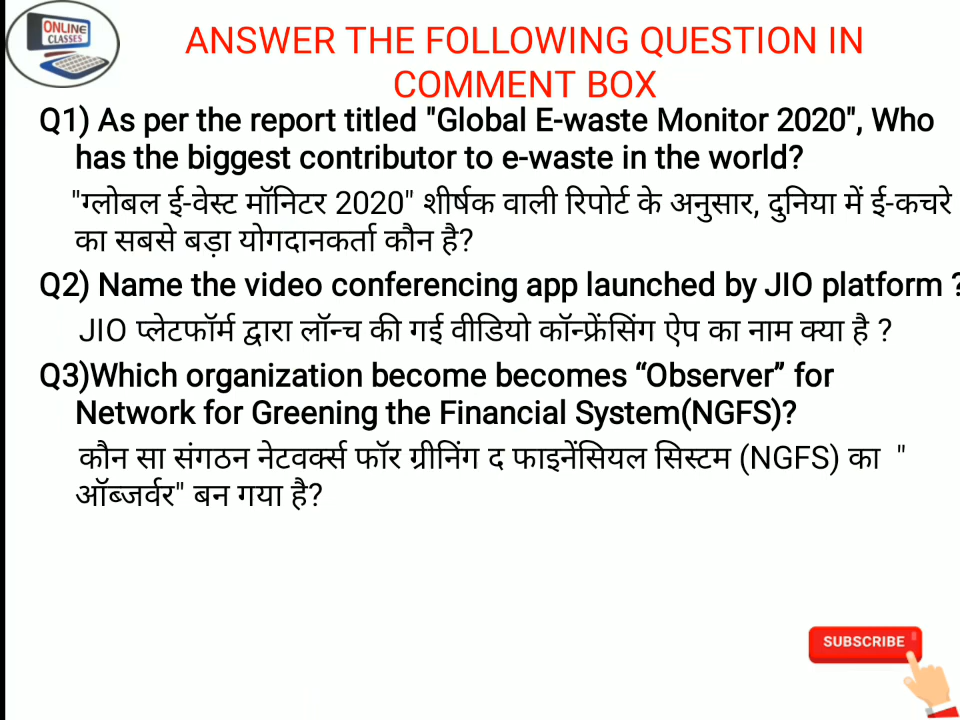 ONLINE
CLASSES
ANSWER THE FOLLOWING QUESTION IN
COMMENT BOX
Q1) As per the report titled "Global E-waste Monitor 2020", Who
has the biggest contributor to e-waste in the world?
"ग्लोबल ई-वेस्ट मॉनिटर 2020" शीर्षक वाली रिपोर्ट के अनुसार, दुनिया में ई-कचरे
का सबसे बड़ा योगदानकर्ता कौन है?
Q2) Name the video conferencing app launched by JIO platform ?
JIO प्लेटफॉर्म द्वारा लॉन्च की गई वीडियो कॉन्फ्रेंसिंग ऐप का नाम क्या है ?
Q3)Which organization become becomes “Observer” for
Network for Greening the Financial System(NGFS)?
कौन सा संगठन नेटवर्क्स फॉर ग्रीनिंग द फाइनेंसियल सिस्टम (NGFS) का "
ऑब्जर्वर" बन गया है?
SUBSCRIBE